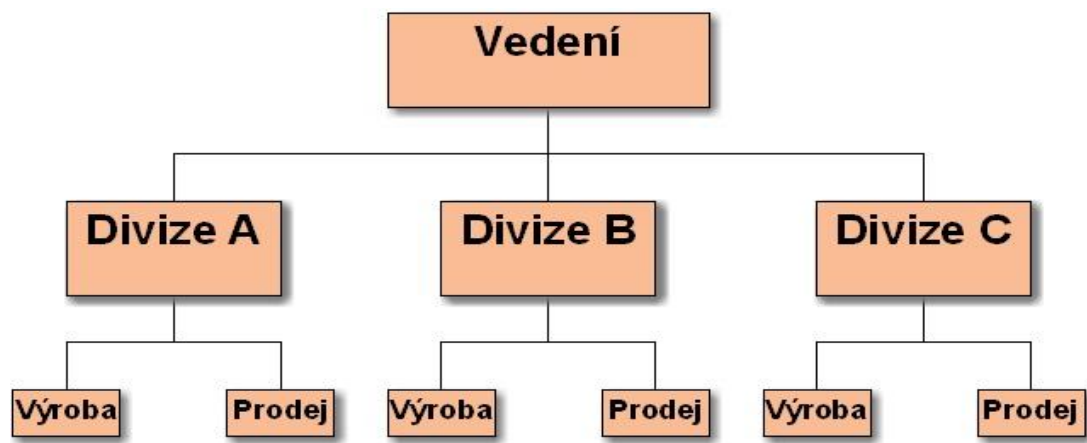 Vedení
Divize A
Divize B
Divize C
Výroba
Prodej
Výroba
Prodej
Výroba
Prodej